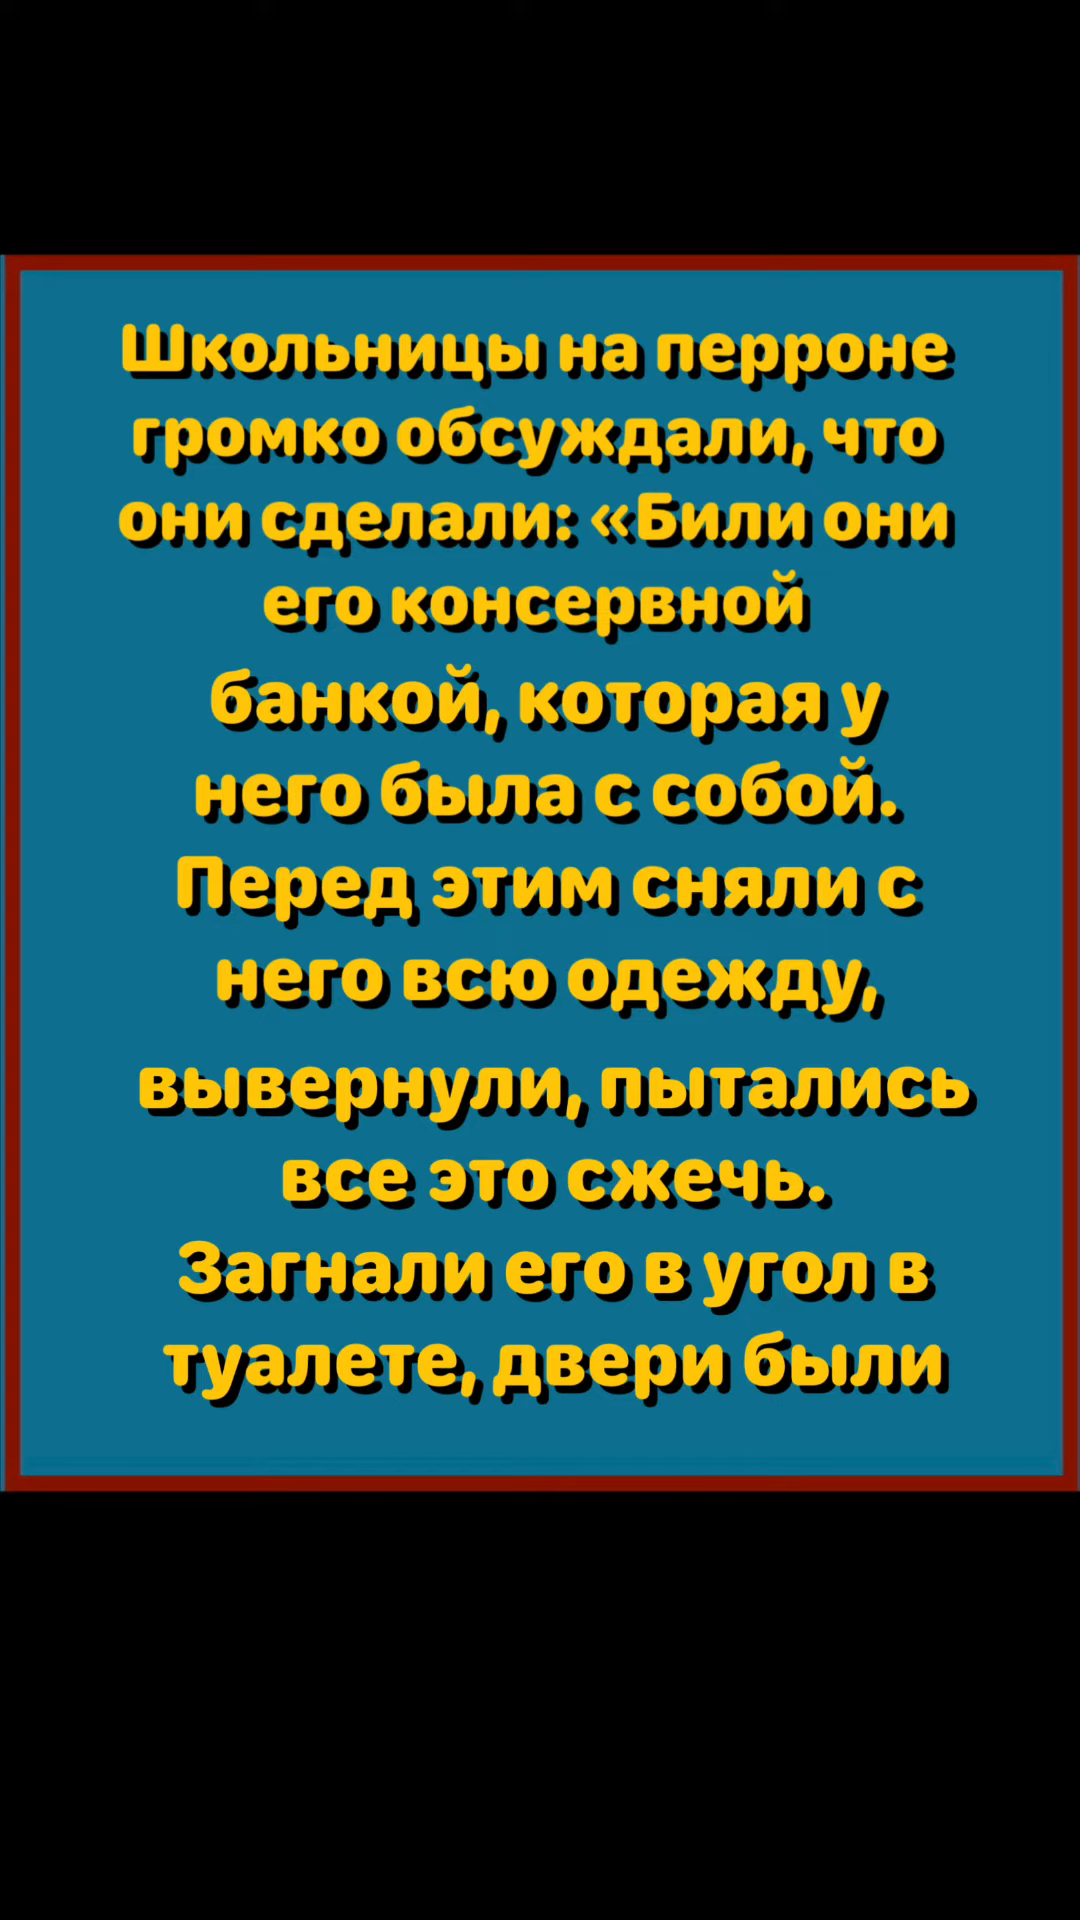 Школьницы на перроне
громко обсуждали, что
они сделали: «Били они
его консервной
банкой, которая у
него была с собой.
Перед этим сняли с
него всю одежду,
вывернули, пытались
все это сжечь.
Загнали его в угол в
туалете, двери были